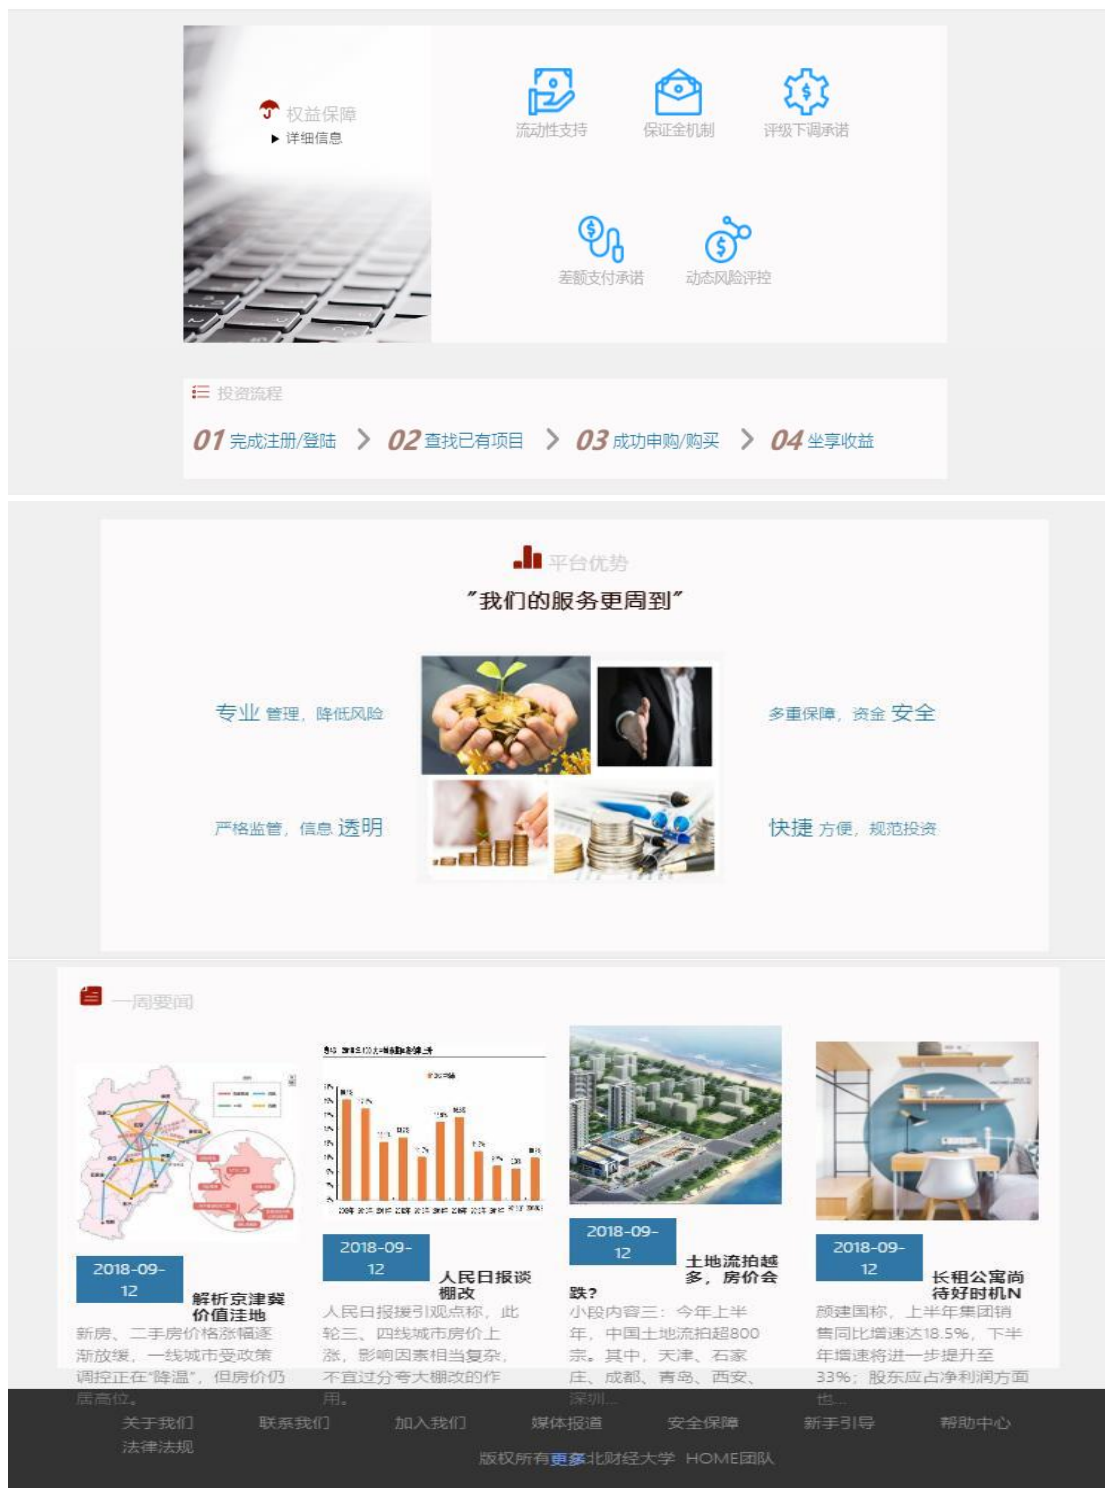 权益保障
详细信息
流动性支持
保证金机制
评级下调承诺
差额支付承诺
动态风险评控
投资流程
01 完成注册/登陆
02 查找已有项目
03 成功申购/购买
04 坐享收益
平台优势
"我们的服务更周到"
专业 管理，降低风险
多重保障，资金 安全
严格监管，信息 透明
快捷 方便，规范投资
一周要闻
2018-09-
12
解析京津冀
价值洼地
新房、二手房价格涨幅逐
渐放缓，一线城市受政策
调控正在"降温"，但房价仍
居高位。
2018-09-
12
人民日报谈
棚改
人民日报援引观点称，此
轮三、四线城市房价上
涨，影响因素相当复杂，
不宜过分夸大棚改的作
用。
2018-09-
12
土地流拍越
多，房价会
跌?
小段内容三：今年上半
年，中国土地流拍超800
宗。其中，天津、石家
庄、成都、青岛、西安、
深圳...
2018-09-
12
长租公寓尚
待好时机N
颜建国称，上半年集团销
售同比增速达18.5%，下半
年增速将进一步提升至
33%；股东应占净利润方面
也...
关于我们
联系我们
加入我们
媒体报道
安全保障
新手引导
帮助中心
法律法规
版权所有 北财经大学 HOME团队
更多